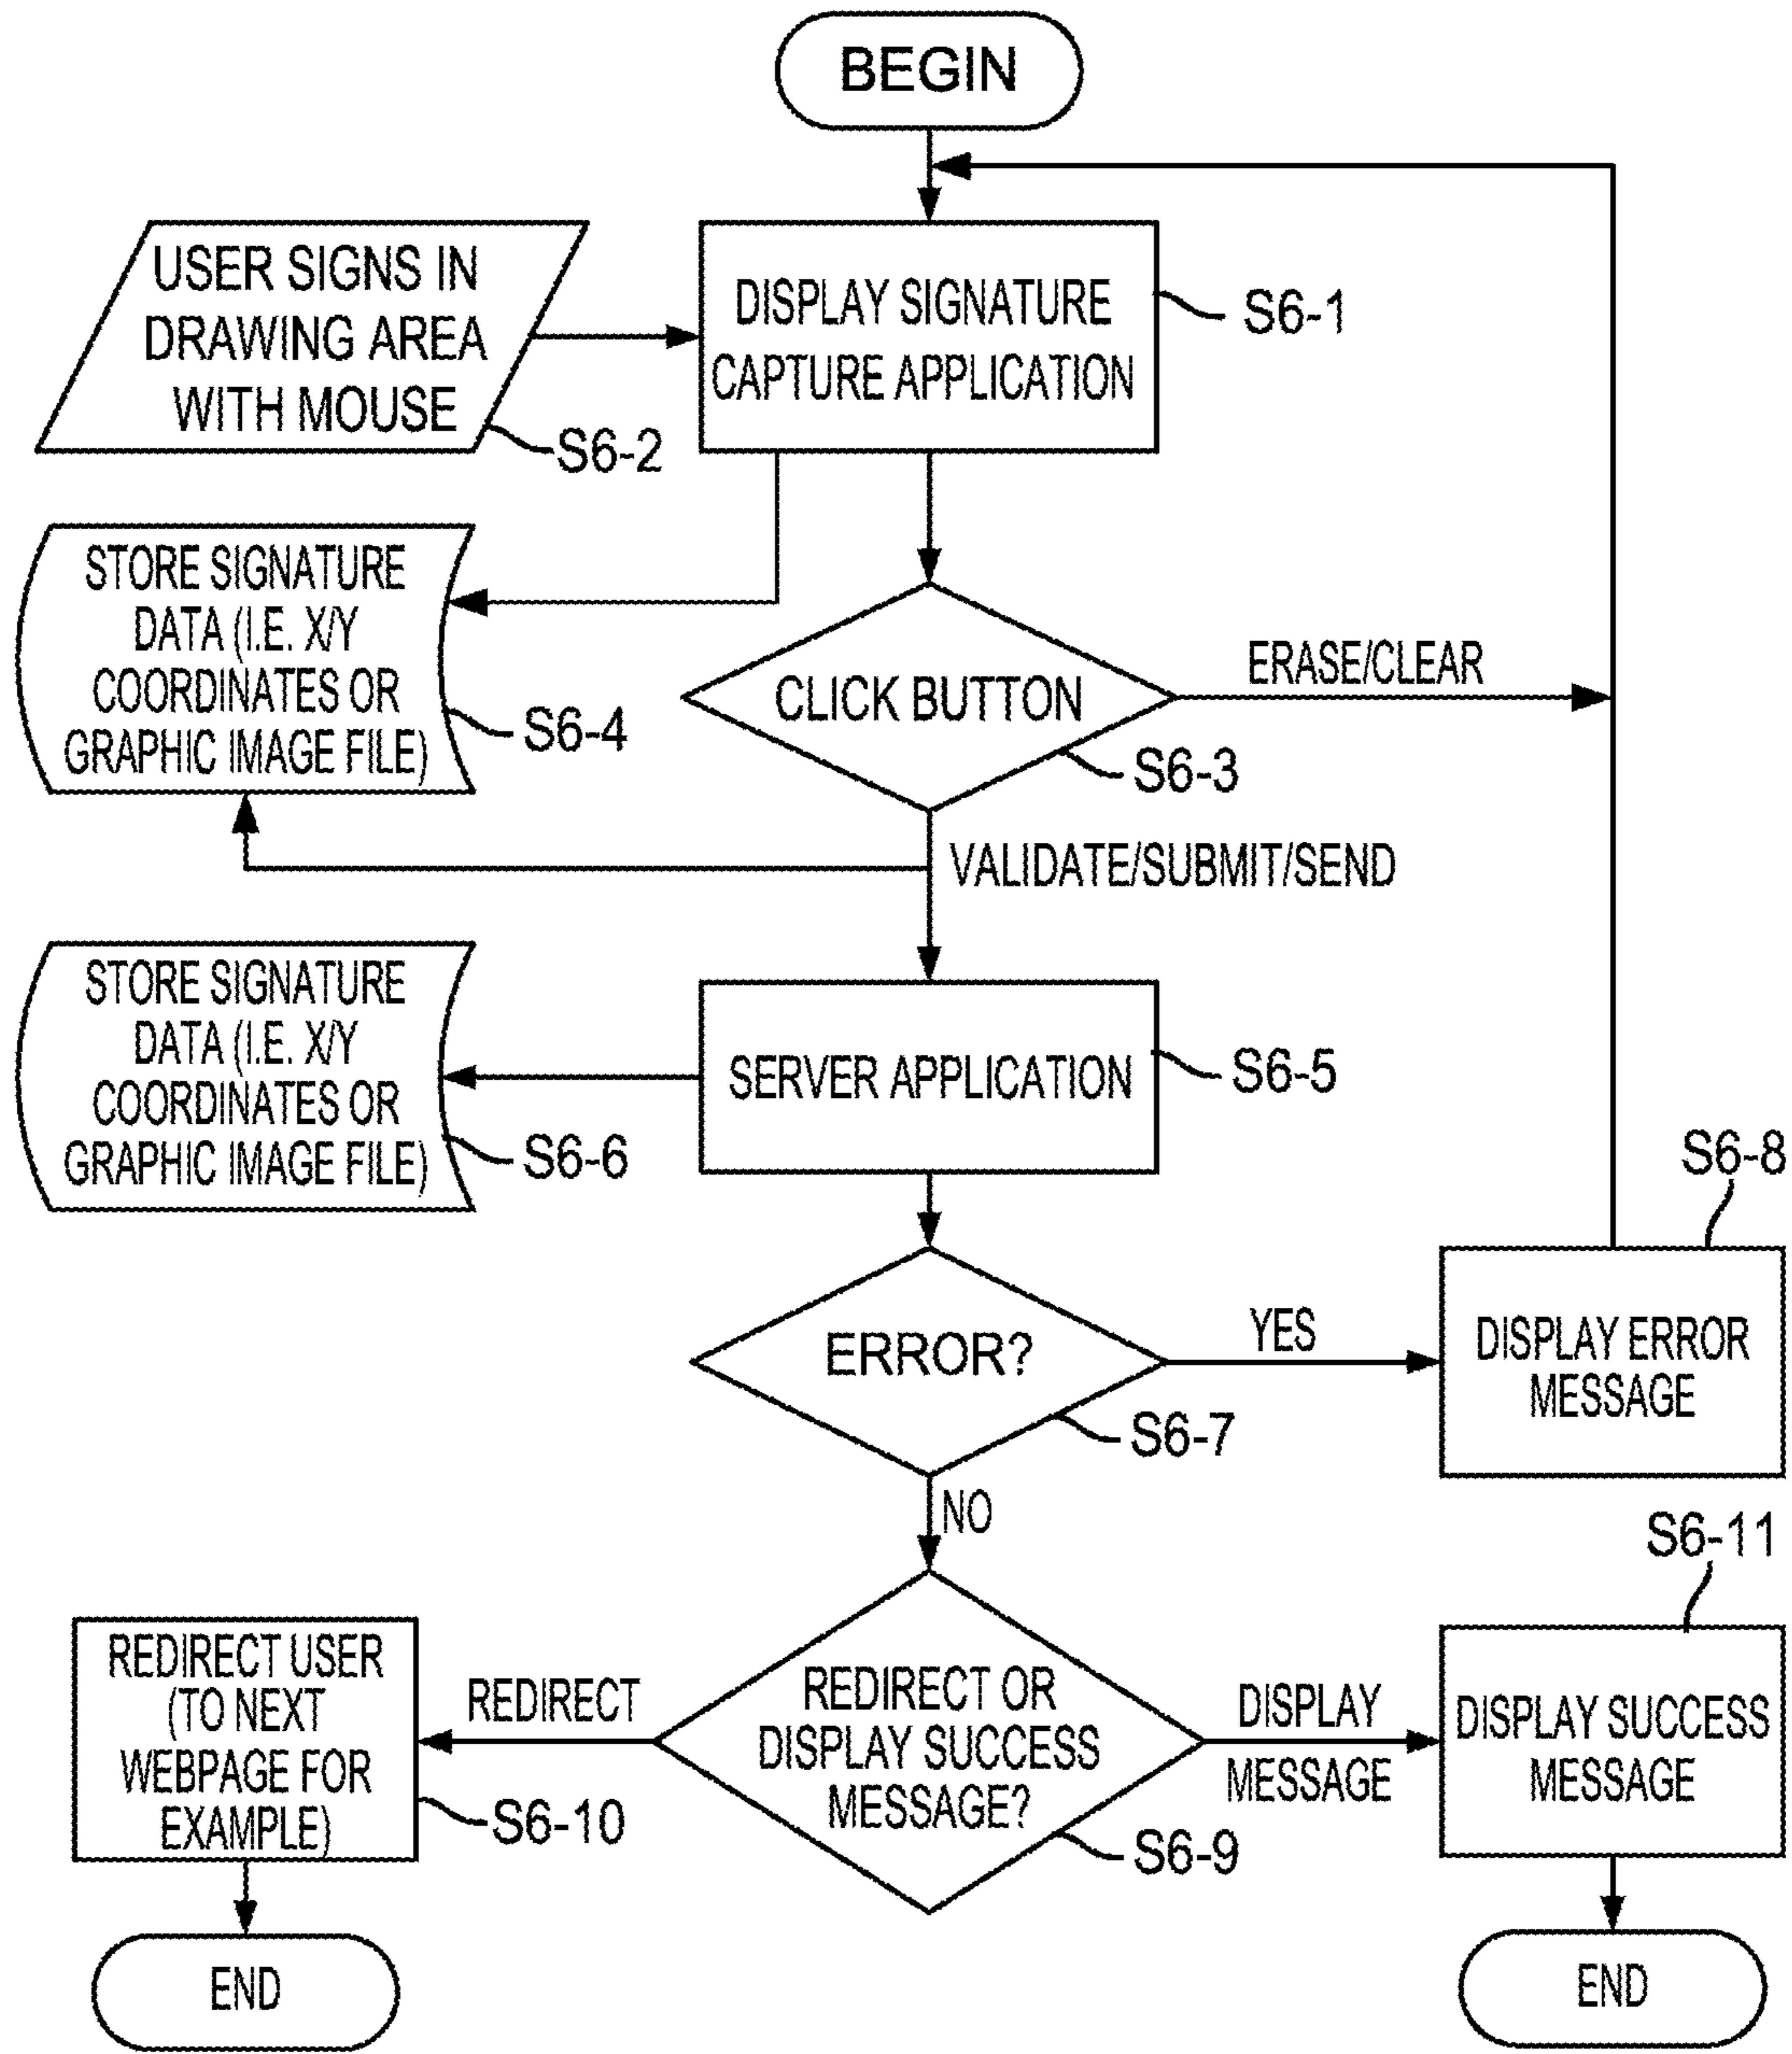 BEGIN
USER SIGNS IN
DRAWING AREA
WITH MOUSE
S6-2
DISPLAY SIGNATURE
CAPTURE APPLICATION
S6-1
STORE SIGNATURE
DATA (I.E. X/Y
COORDINATES OR
GRAPHIC IMAGE FILE)
S6-4
CLICK BUTTON
S6-3
ERASE/CLEAR
VALIDATE/SUBMIT/SEND
STORE SIGNATURE
DATA (I.E. X/Y
COORDINATES OR
GRAPHIC IMAGE FILE)
S6-6
SERVER APPLICATION
S6-5
ERROR?
S6-7
YES
S6-8
DISPLAY ERROR
MESSAGE
NO
REDIRECT USER
(TO NEXT
WEBPAGE FOR
EXAMPLE)
S6-10
REDIRECT
REDIRECT OR
DISPLAY SUCCESS
MESSAGE?
S6-9
DISPLAY
MESSAGE
S6-11
DISPLAY SUCCESS
MESSAGE
END
END